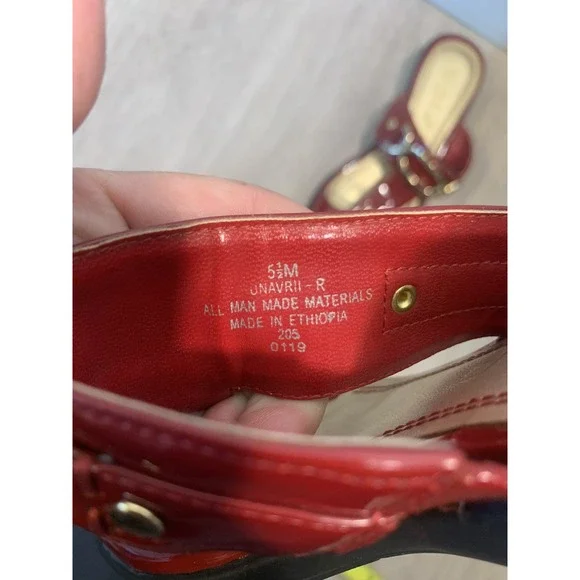 5½M
UNAVRII-R
ALL MAN MADE MATERIALS
MADE IN ETHIOPIA
205
0119